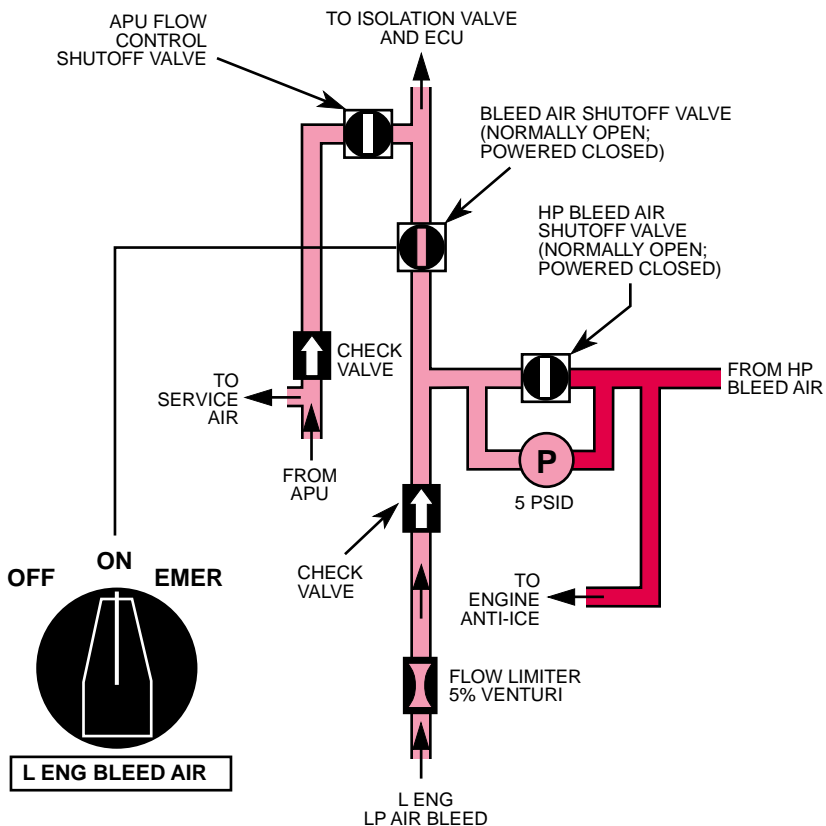 APU FLOW
CONTROL
SHUTOFF VALVE
TO ISOLATION VALVE
AND ECU
BLEED AIR SHUTOFF VALVE
(NORMALLY OPEN;
POWERED CLOSED)
HP BLEED AIR
SHUTOFF VALVE
(NORMALLY OPEN;
POWERED CLOSED)
CHECK
VALVE
TO
SERVICE
AIR
FROM
APU
FROM HP
BLEED AIR
P
5 PSID
CHECK
VALVE
TO
ENGINE
ANTI-ICE
OFF
ON
EMER
FLOW LIMITER
5% VENTURI
L ENG BLEED AIR
L ENG
LP AIR BLEED